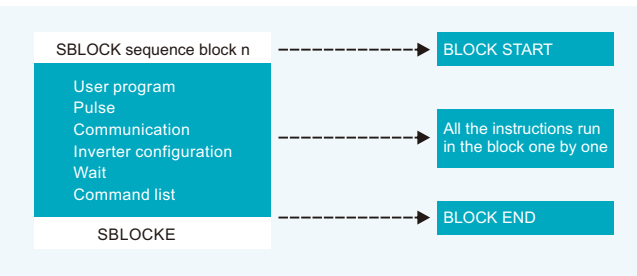 SBLOCK sequence block n
BLOCK START
User program
Pulse
Communication
Inverter configuration
Wait
Command list
All the instructions run
in the block one by one
SBLOCKE
BLOCK END